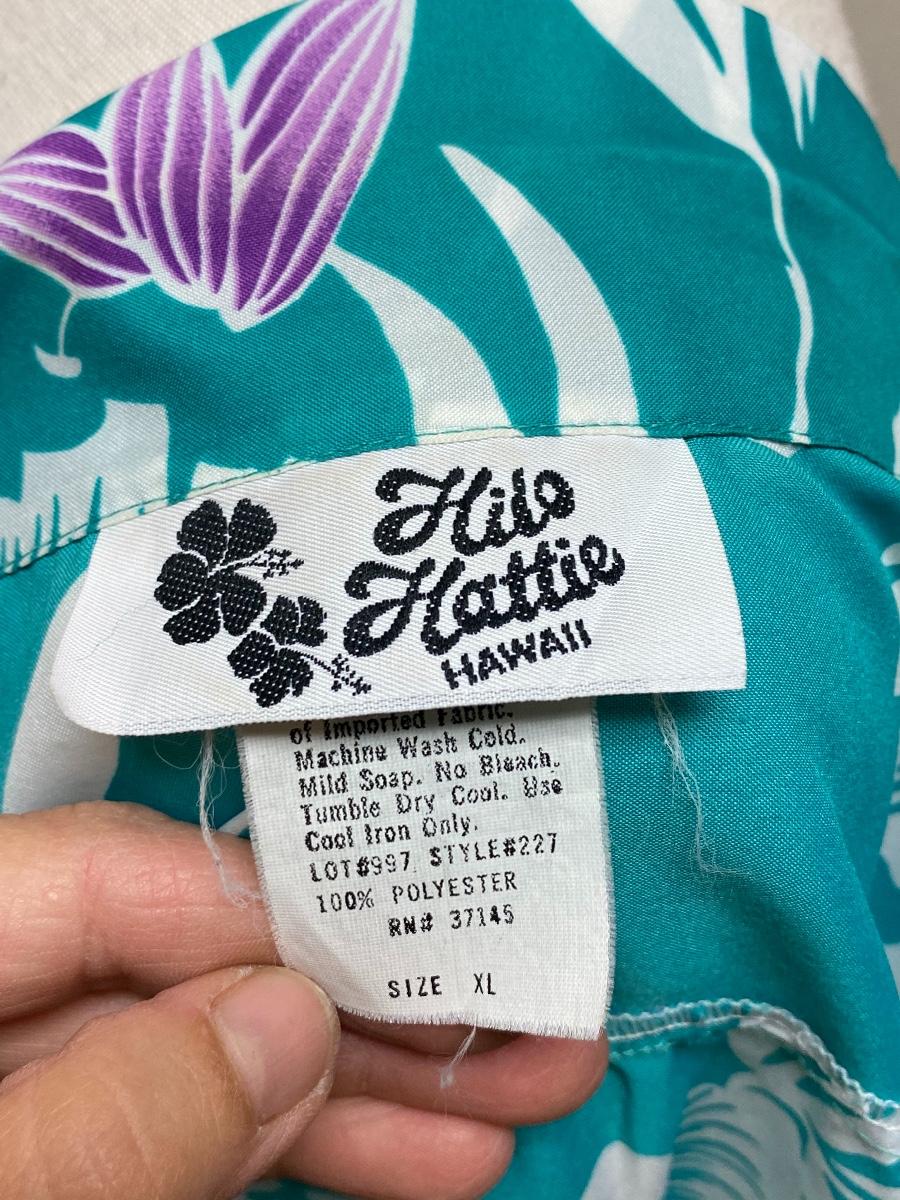 Hilo
Hattie
HAWAII
of Imported Fabric.
Machine Wash Cold.
Mild Soap. No Bleach.
Tumble Dry Cool. Use
Cool Iron Only.
LOT#997 STYLE#227
100% POLYESTER
RN# 37145
SIZE XL